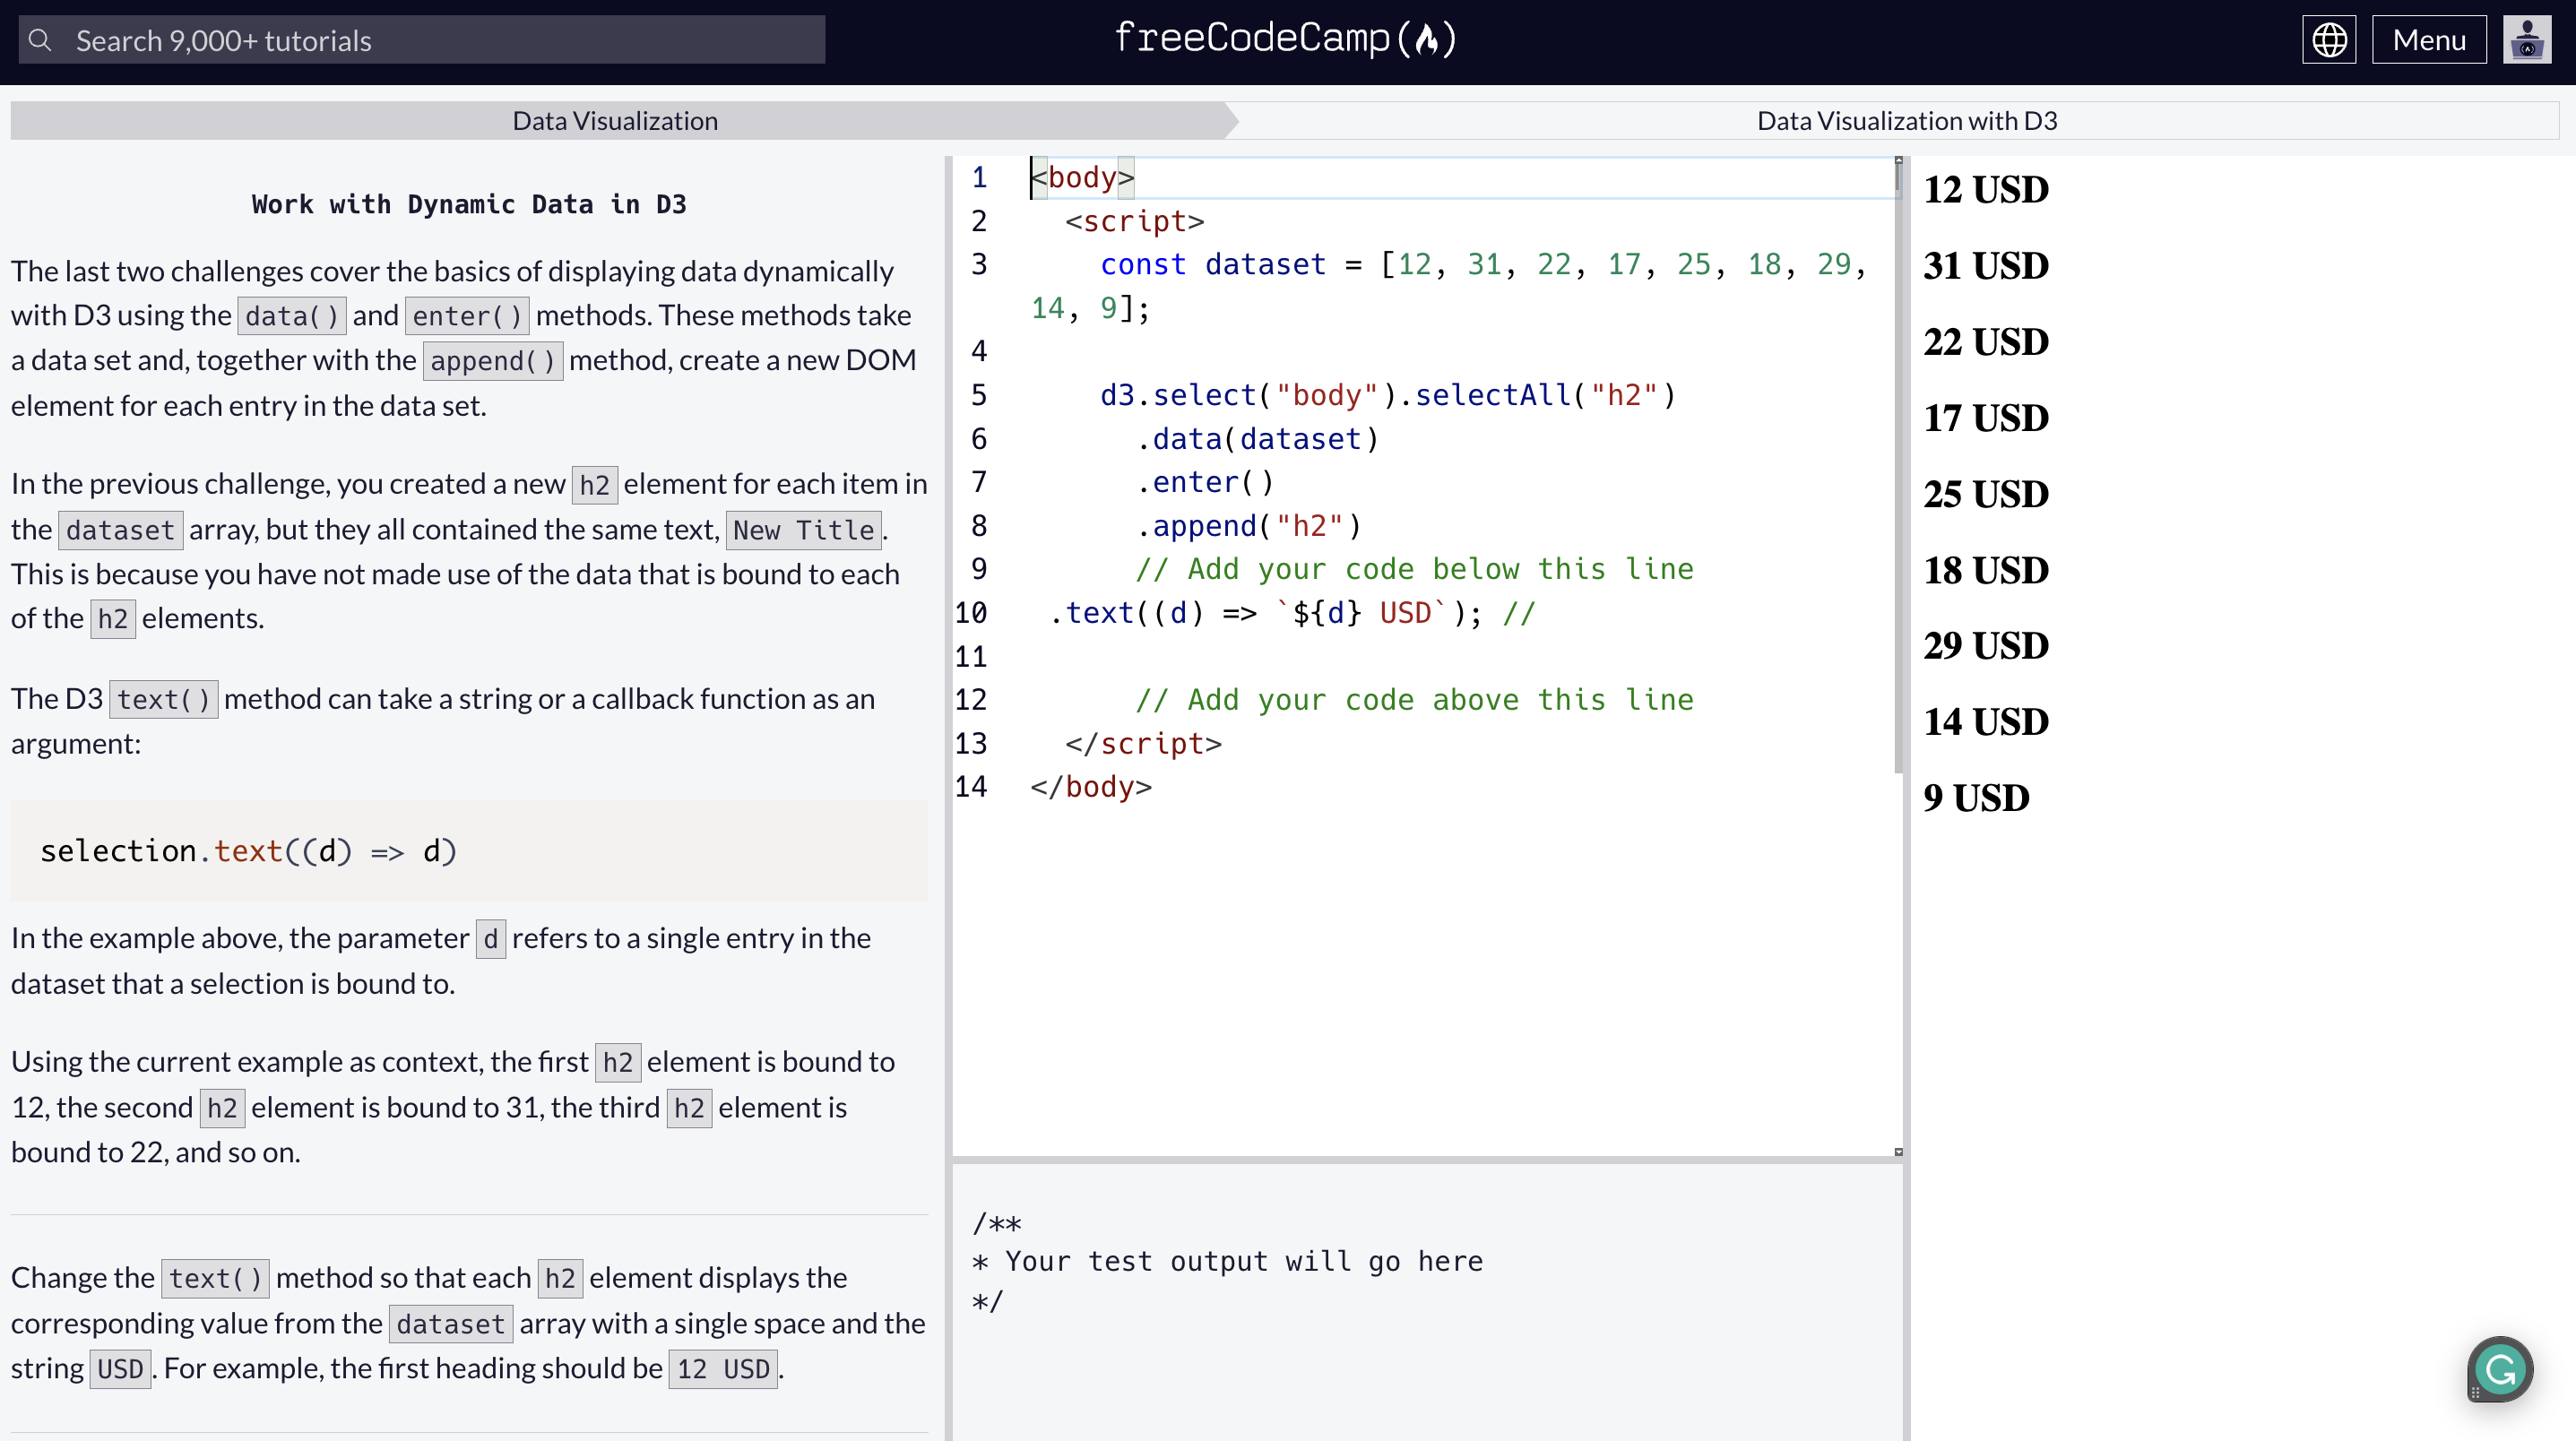 Search 9,000+ tutorials
freeCodeCamp
Menu
Data Visualization
Data Visualization with D3
Work with Dynamic Data in D3
The last two challenges cover the basics of displaying data dynamically
with D3 using the data() and enter() methods. These methods take
a data set and, together with the append() method, create a new DOM
element for each entry in the data set.
In the previous challenge, you created a new h2 element for each item in
the dataset array, but they all contained the same text, New Title.
This is because you have not made use of the data that is bound to each
of the h2 elements.
The D3 text() method can take a string or a callback function as an
argument:
selection.text((d) => d)
In the example above, the parameter d refers to a single entry in the
dataset that a selection is bound to.
Using the current example as context, the first h2 element is bound to
12, the second h2 element is bound to 31, the third h2 element is
bound to 22, and so on.
Change the text() method so that each h2 element displays the
corresponding value from the dataset array with a single space and the
string USD. For example, the first heading should be 12 USD.
1 <body>
2 <script>
3 const dataset = [12, 31, 22, 17, 25, 18, 29,
14, 9];
4
5 d3.select("body").selectAll("h2")
6 .data(dataset)
7 .enter()
8 .append("h2")
9 // Add your code below this line
10 .text((d) => `${d} USD`); //
11
12 // Add your code above this line
13 </script>
14 </body>
/**
* Your test output will go here
*/
12 USD
31 USD
22 USD
17 USD
25 USD
18 USD
29 USD
14 USD
9 USD